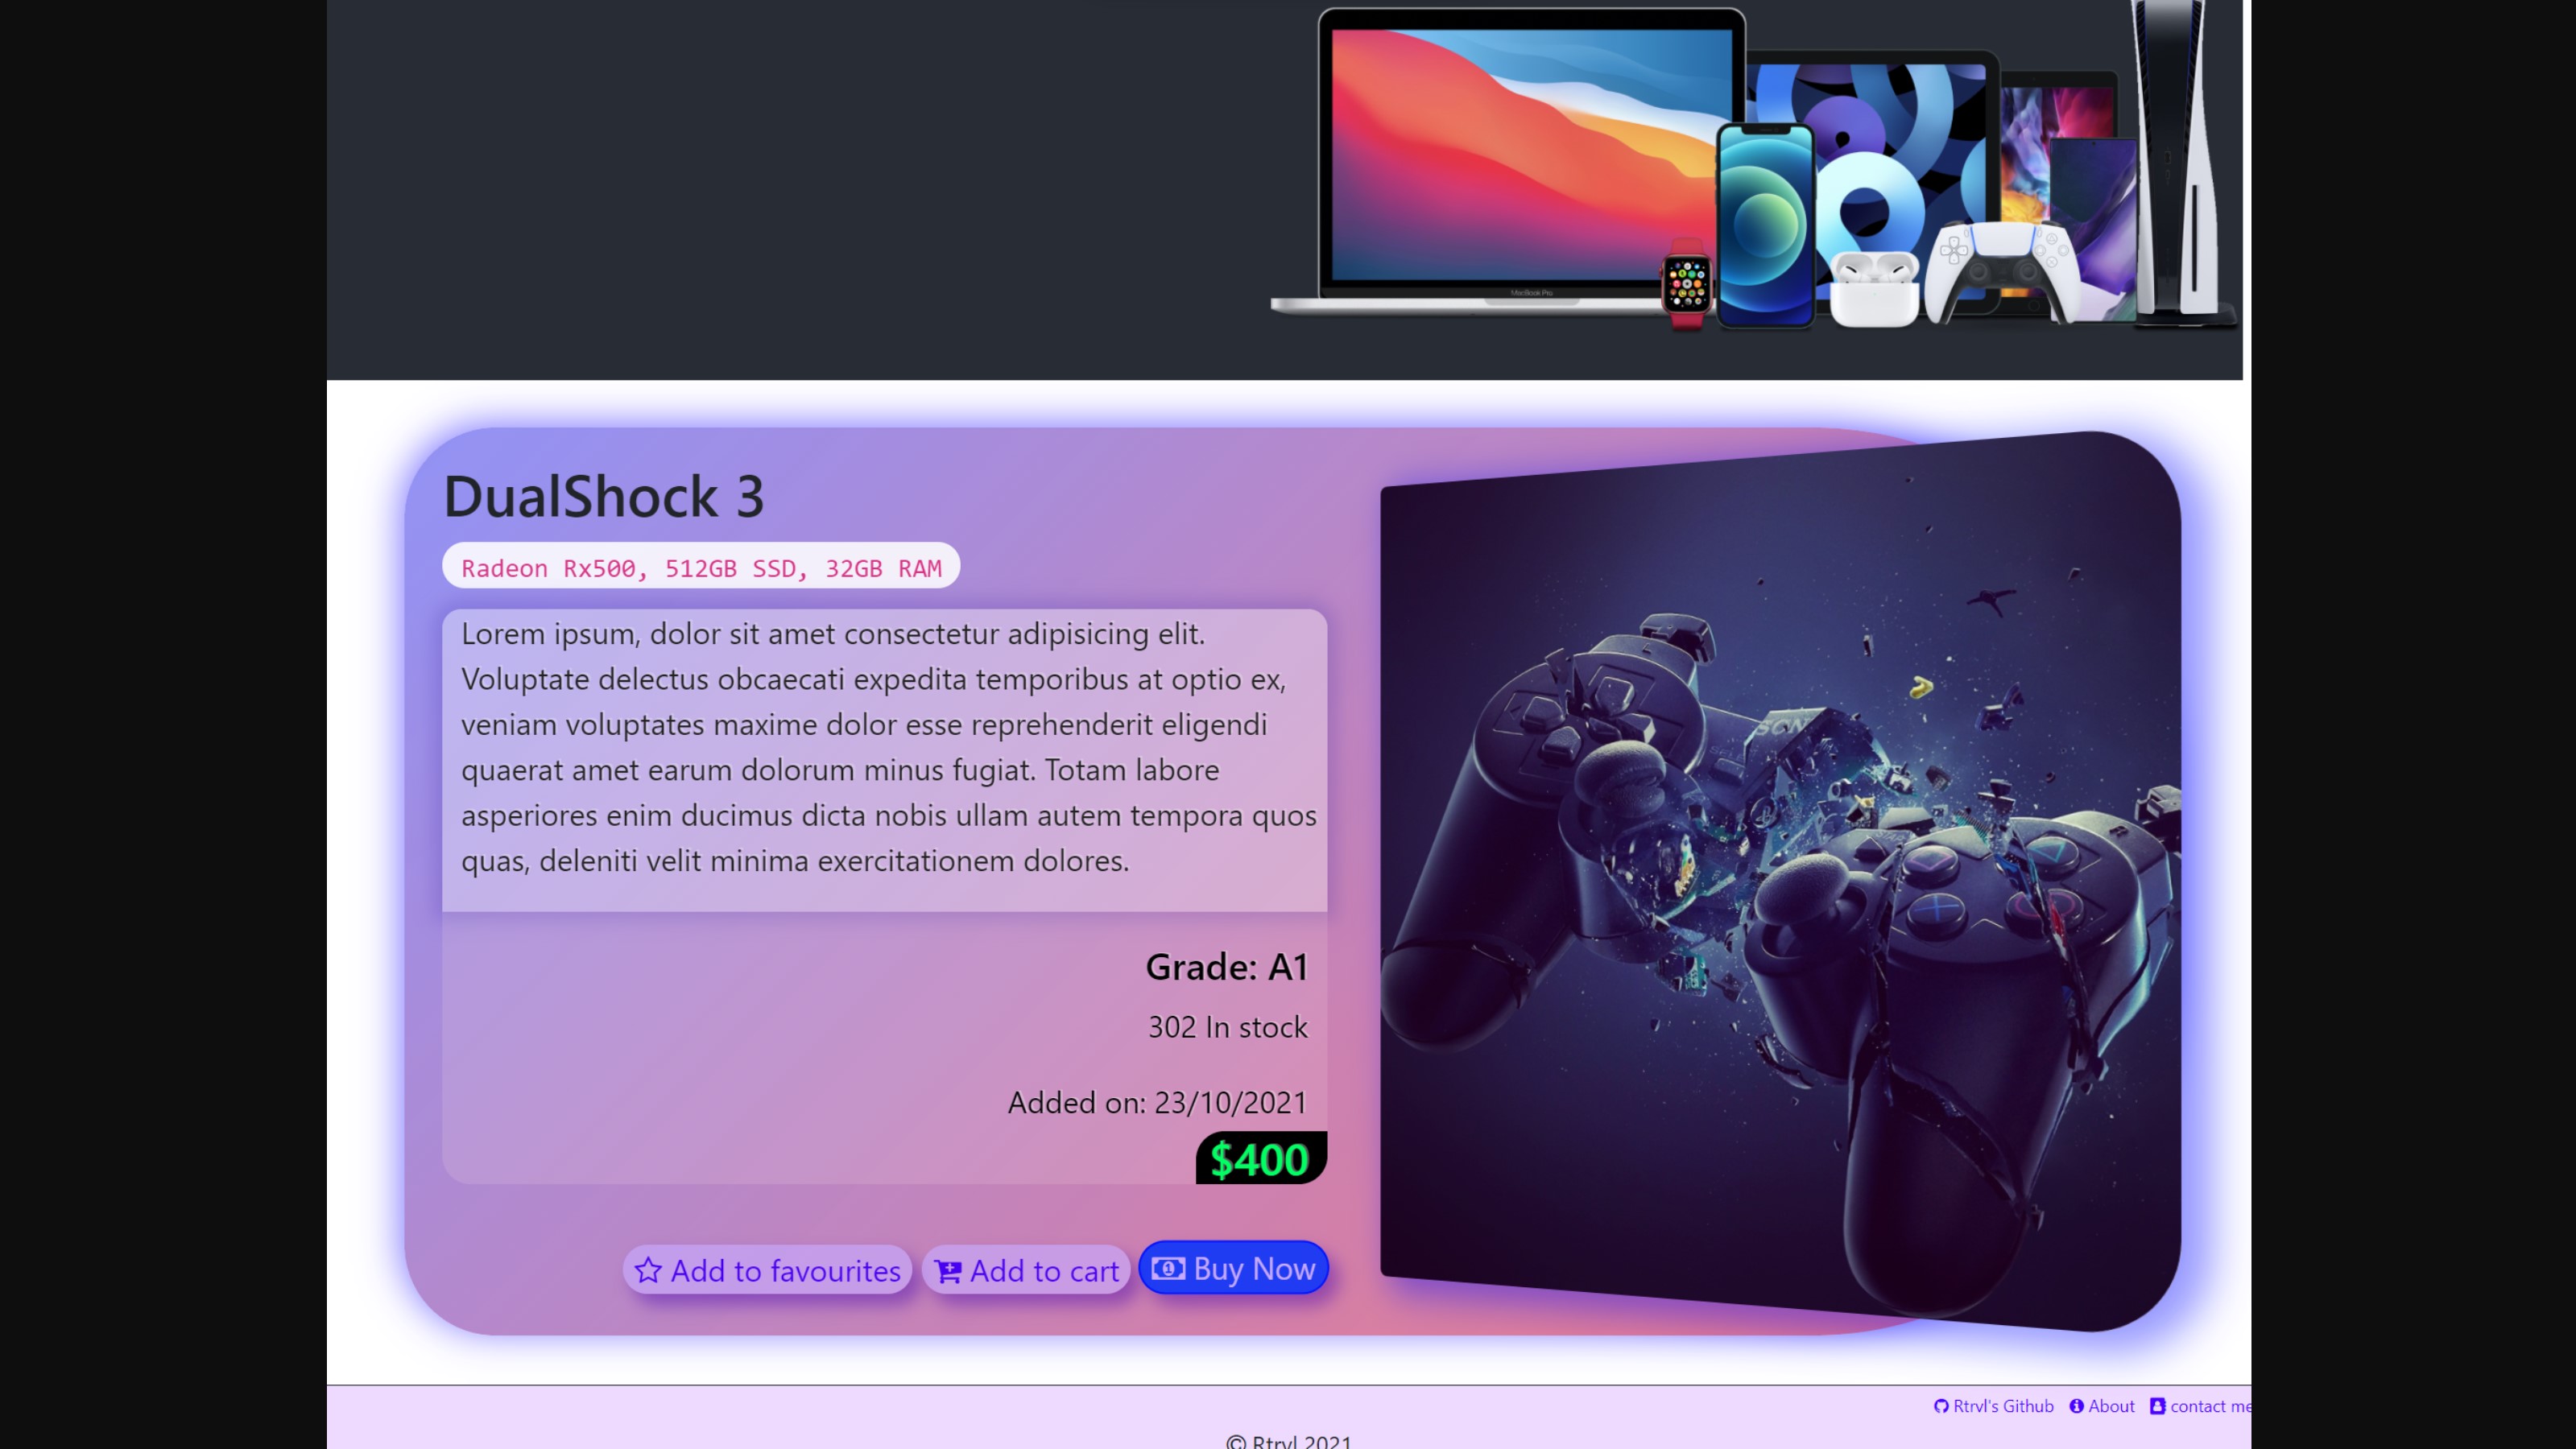 MacBook Pro
DualShock 3
Radeon Rx500, 512GB SSD, 32GB RAM
Lorem ipsum, dolor sit amet consectetur adipisicing elit.
Voluptate delectus obcaecati expedita temporibus at optio ex,
veniam voluptates maxime dolor esse reprehenderit eligendi
quaerat amet earum dolorum minus fugiat. Totam labore
asperiores enim ducimus dicta nobis ullam autem tempora quos
quas, deleniti velit minima exercitationem dolores.
SONY
Grade: A1
302 In stock
Added on: 23/10/2021
$400
Add to favourites
Add to cart
Buy Now
Rtrvl's Github About contact me
© Rtrvl 2021